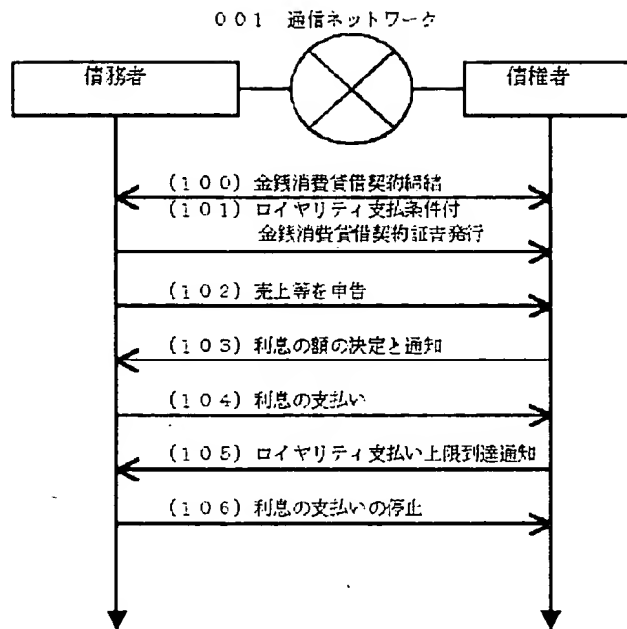 001 通信ネットワーク
債務者
債権者
(100) 金銭消費貸借契約締結
(101) ロイヤリティ支払条件付
金銭消費貸借契約証書発行
(102) 売上等を申告
(103) 利息の額の決定と通知
(104) 利息の支払い
(105) ロイヤリティ支払い上限到達通知
(106) 利息の支払いの停止